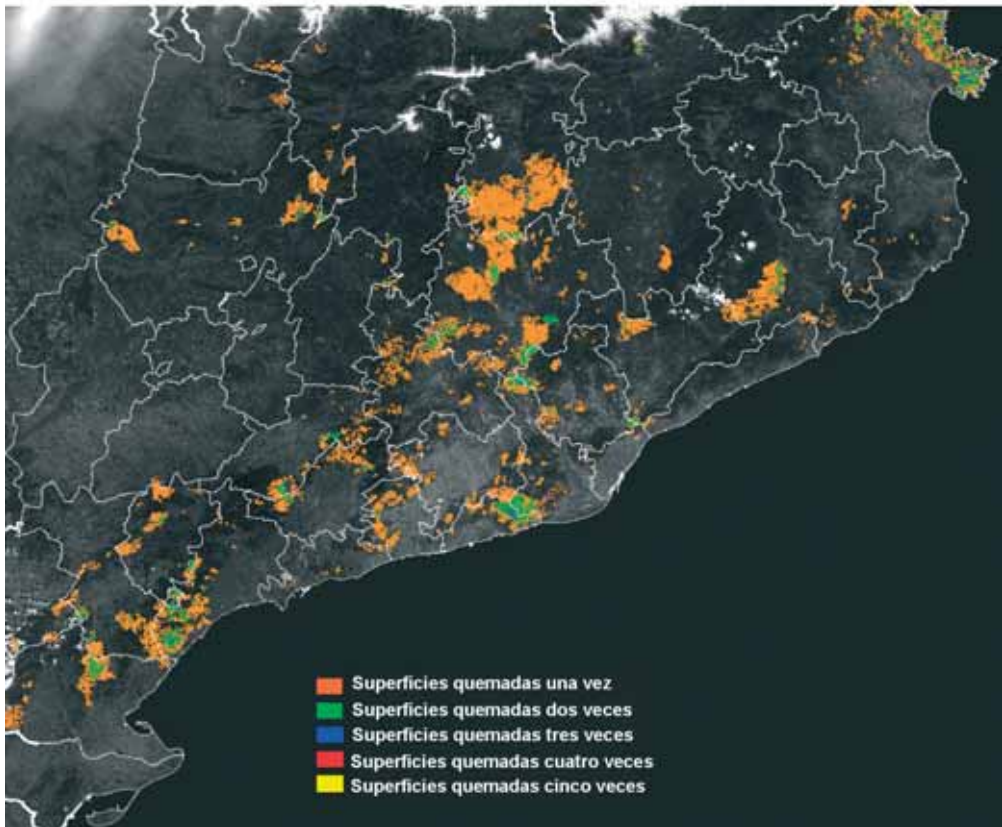 Superficies quemadas una vez
Superficies quemadas dos veces
Superficies quemadas tres veces
Superficies quemadas cuatro veces
Superficies quemadas cinco veces